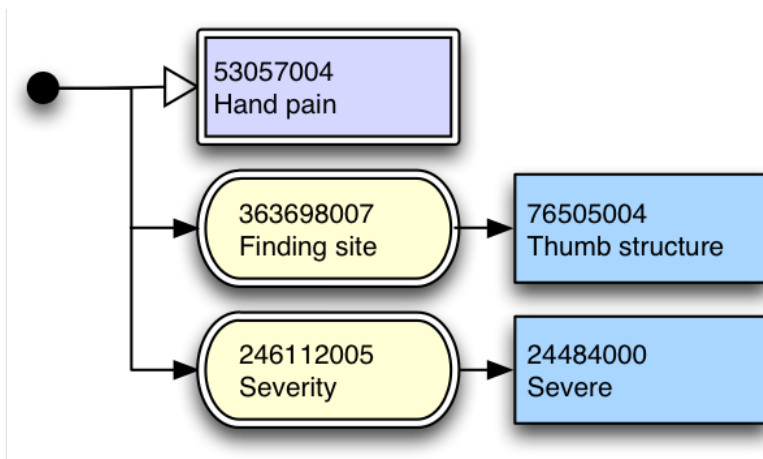 53057004
Hand pain
363698007
Finding site
76505004
Thumb structure
246112005
Severity
24484000
Severe